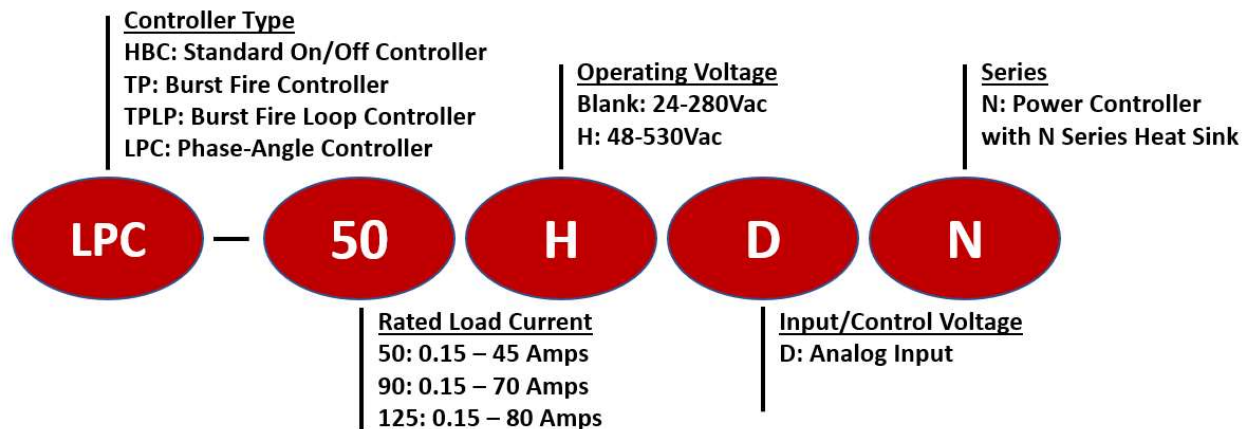 Controller Type
HBC: Standard On/Off Controller
TP: Burst Fire Controller
TPLP: Burst Fire Loop Controller
LPC: Phase-Angle Controller
Operating Voltage
Blank: 24-280Vac
H: 48-530Vac
Series
N: Power Controller
with N Series Heat Sink
LPC — 50 H D N
Rated Load Current
50: 0.15 – 45 Amps
90: 0.15 – 70 Amps
125: 0.15 – 80 Amps
Input/Control Voltage
D: Analog Input